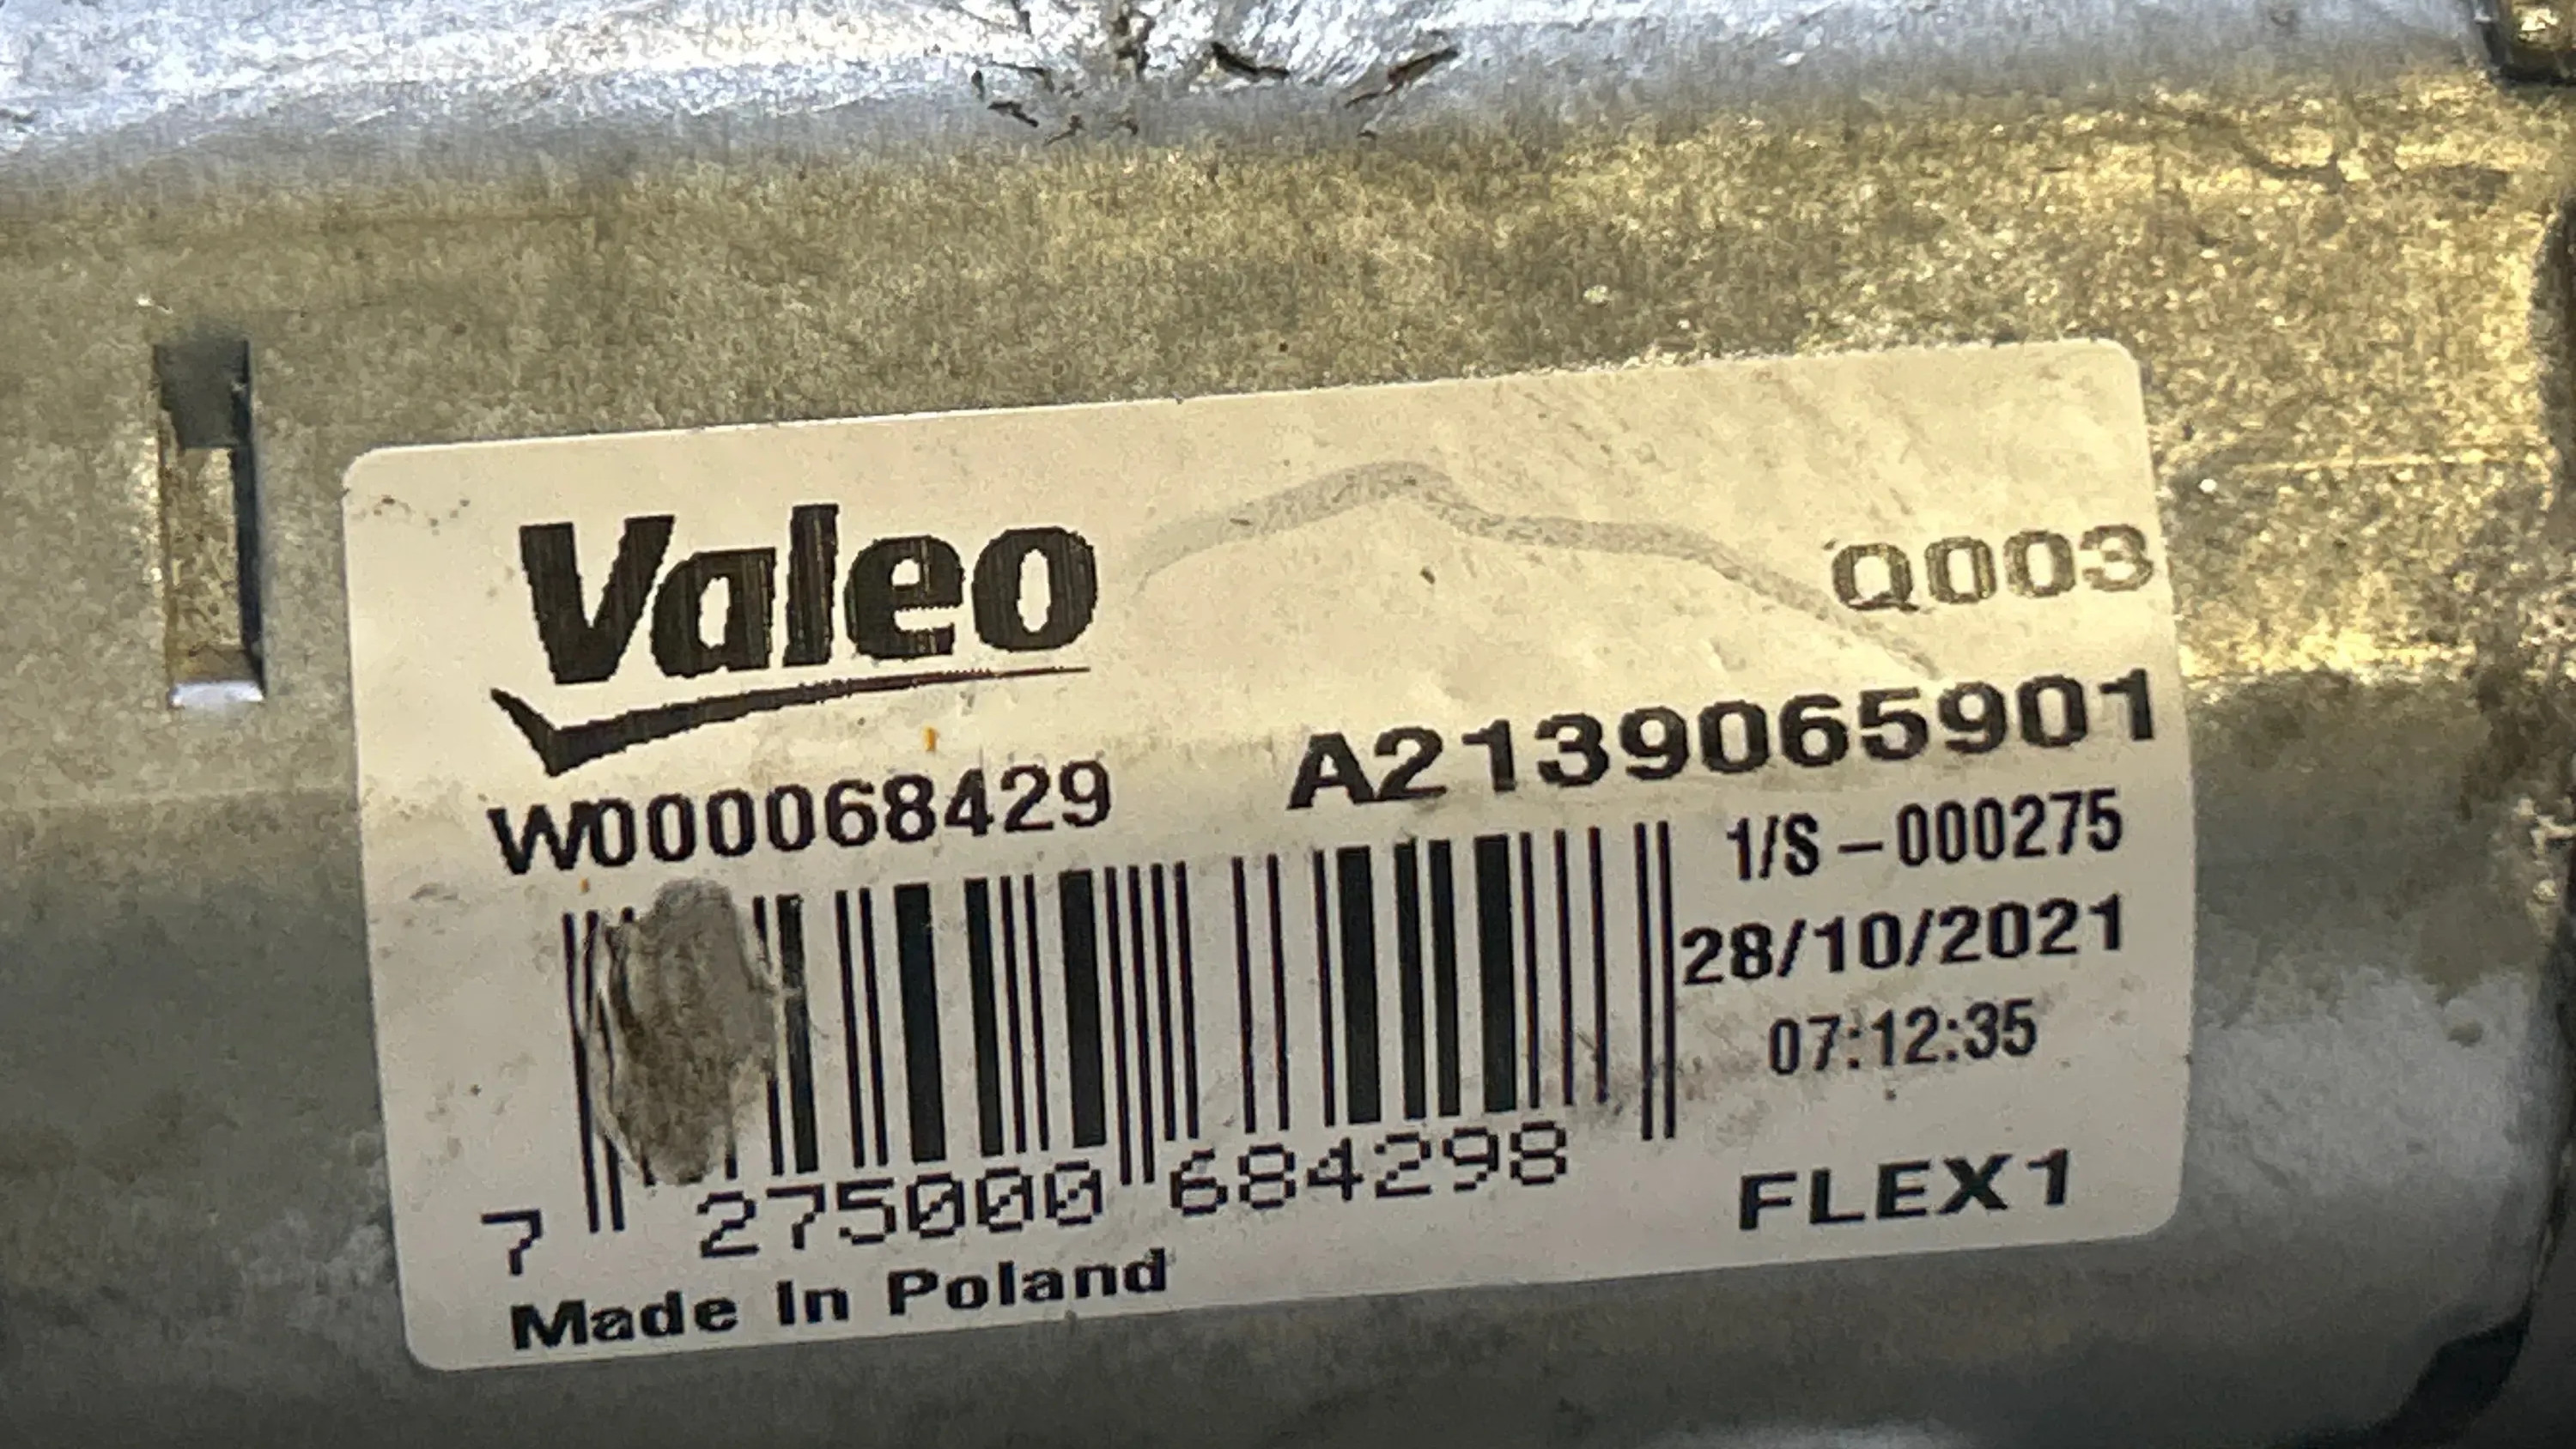 Valeo
Q003
W000068429 A2139065901
1/S-000275
28/10/2021
07:12:35
7 275000 684298
FLEX1
Made In Poland